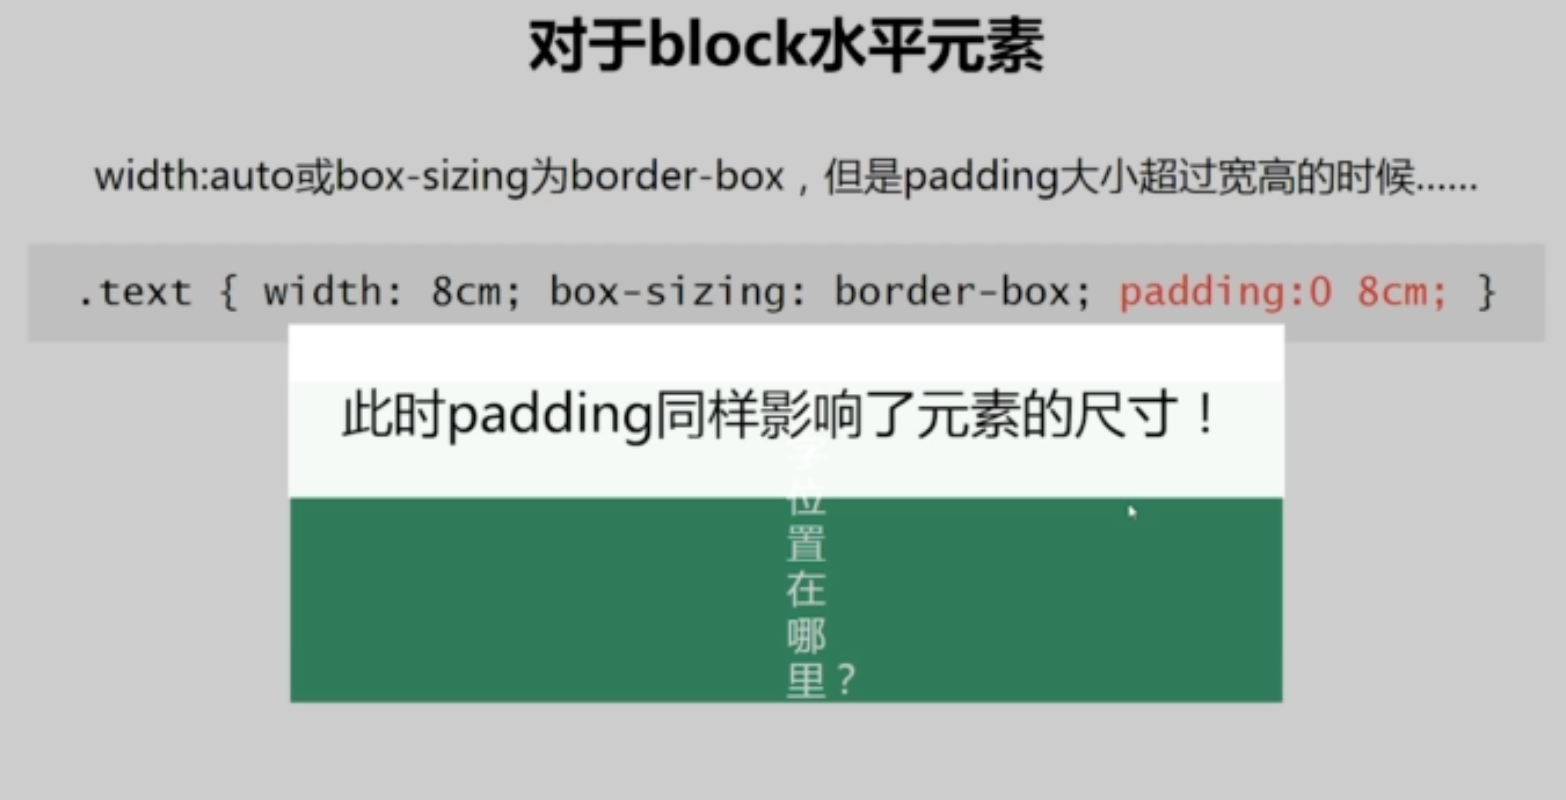 对于block水平元素
width:auto或box-sizing为border-box，但是padding大小超过宽高的时候......
.text { width: 8cm; box-sizing: border-box; padding:0 8cm; }
此时padding同样影响了元素的尺寸！
字
位
置
在
哪
里？